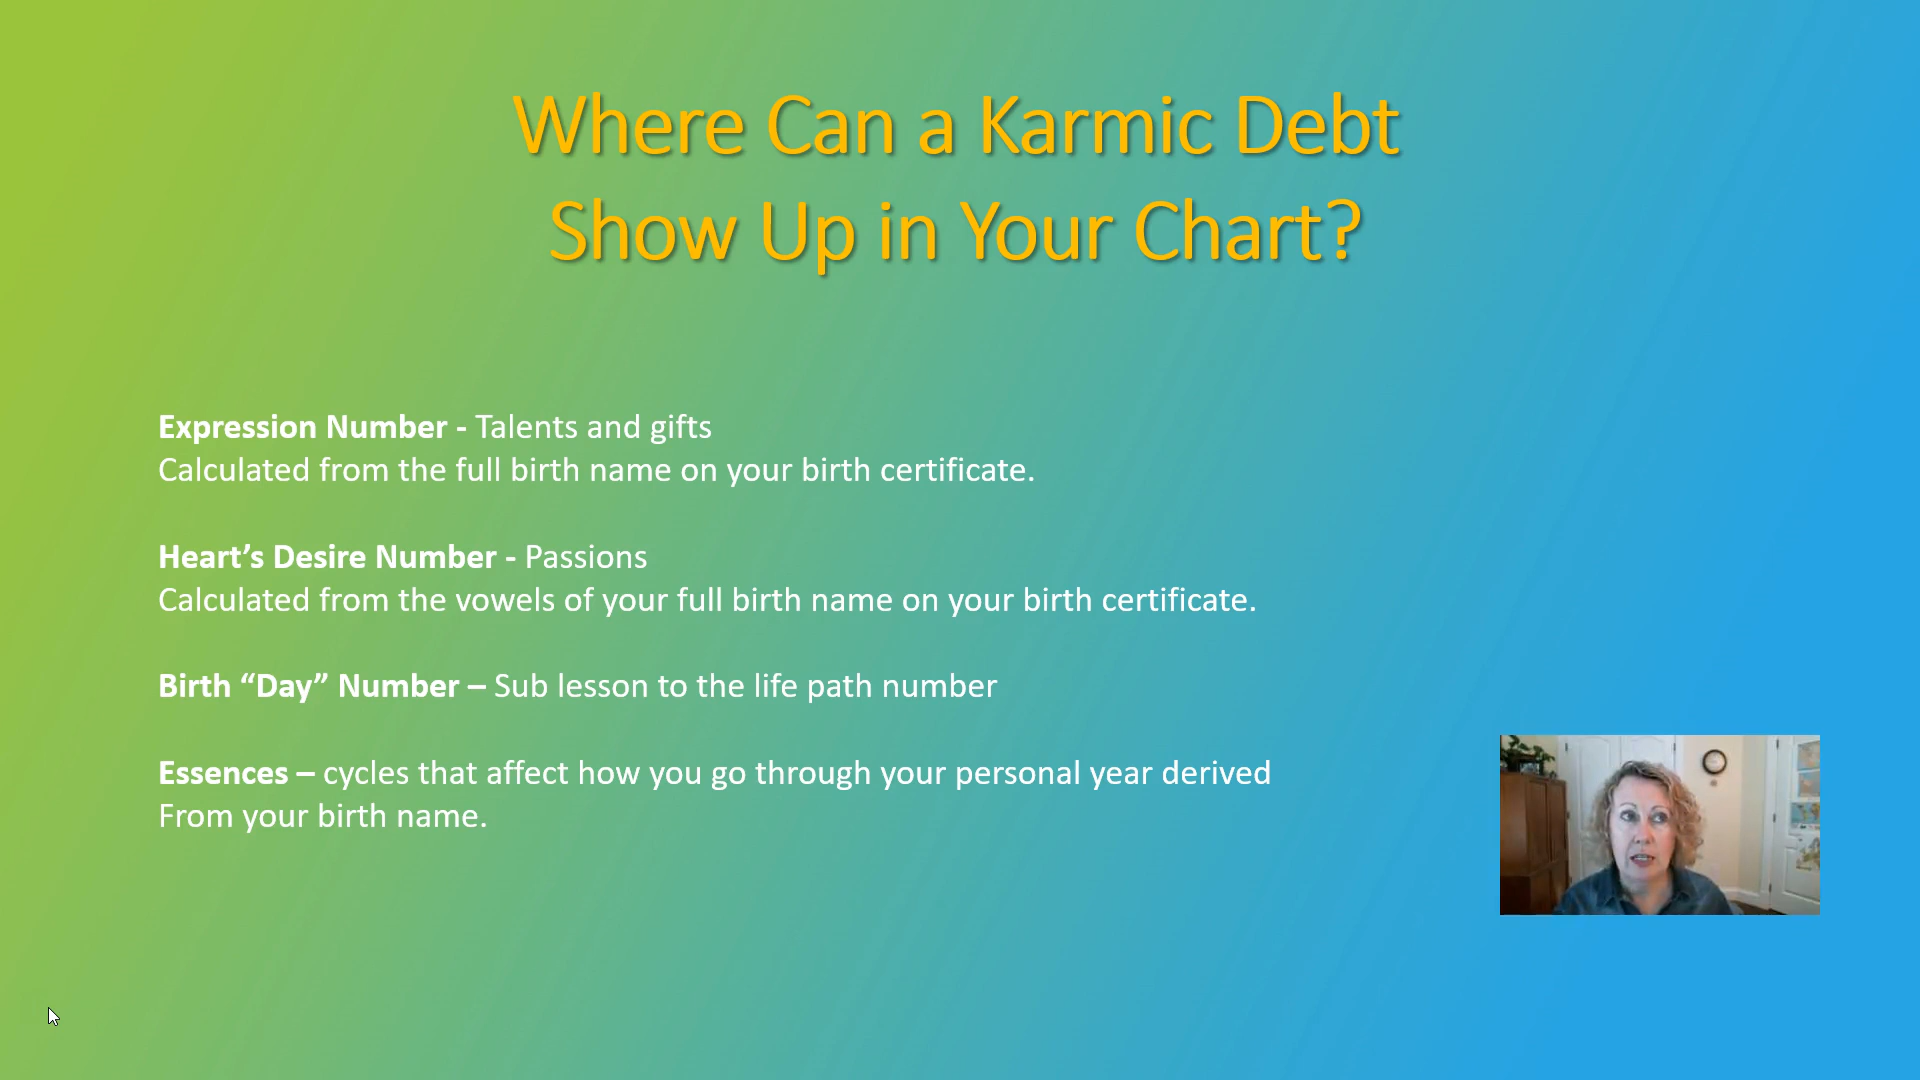 Where Can a Karmic Debt
Show Up in Your Chart?
Expression Number - Talents and gifts
Calculated from the full birth name on your birth certificate.
Heart’s Desire Number - Passions
Calculated from the vowels of your full birth name on your birth certificate.
Birth “Day” Number – Sub lesson to the life path number
Essences – cycles that affect how you go through your personal year derived
From your birth name.